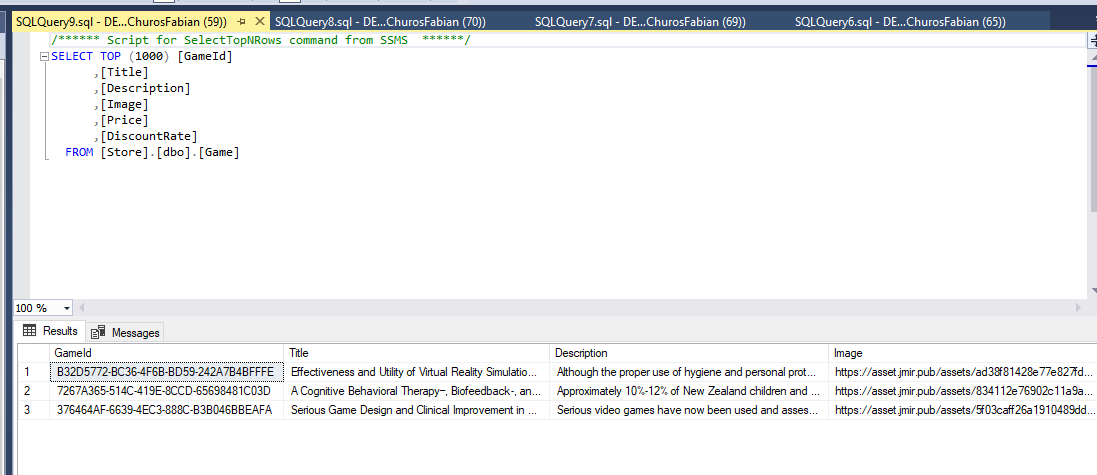 SQLQuery9.sql - DE...ChurosFabian (59)) SQLQuery8.sql - DE...ChurosFabian (70)) SQLQuery7.sql - DE...ChurosFabian (69)) SQLQuery6.sql - DE...ChurosFabian (65))
/****** Script for SelectTopNRows command from SSMS ******/
SELECT TOP (1000) [GameId]
,[Title]
,[Description]
,[Image]
,[Price]
,[DiscountRate]
FROM [Store].[dbo].[Game]
100 %
Results Messages
GameId Title Description Image
1 B32D5772-BC36-4F6B-BD59-242A7B4BFFFE Effectiveness and Utility of Virtual Reality Simulatio... Although the proper use of hygiene and personal prot... https://asset.jmir.pub/assets/ad38f81428e77e827fd...
2 7267A365-514C-419E-8CCD-65698481C03D A Cognitive Behavioral Therapy–, Biofeedback-, an... Approximately 10%-12% of New Zealand children and ... https://asset.jmir.pub/assets/834112e76902c11a9a...
3 376464AF-6639-4EC3-888C-B3B046BBEAFA Serious Game Design and Clinical Improvement in ... Serious video games have now been used and asses... https://asset.jmir.pub/assets/5f03caff26a1910489dd...